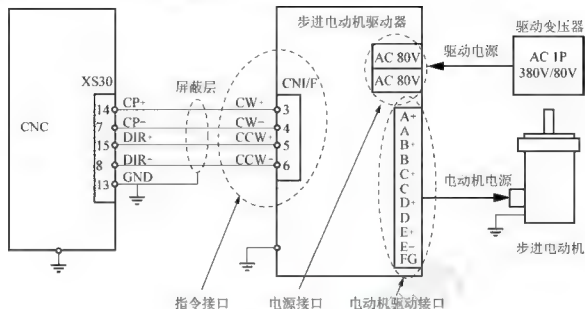 步进电动机驱动器
驱动变压器
XS30
屏蔽层
CNI/F
AC 80V
AC 80V
驱动电源
AC 1P
380V/80V
CNC
14
CP+
CW+
3
7
CP-
CW-
4
15
DIR+
CCW+
5
8
DIR-
CCW-
6
13
GND
A+
A
B+
B
C+
C
D+
D
E+
E-
FG
电动机电源
步进电动机
指令接口
电源接口
电动机驱动接口